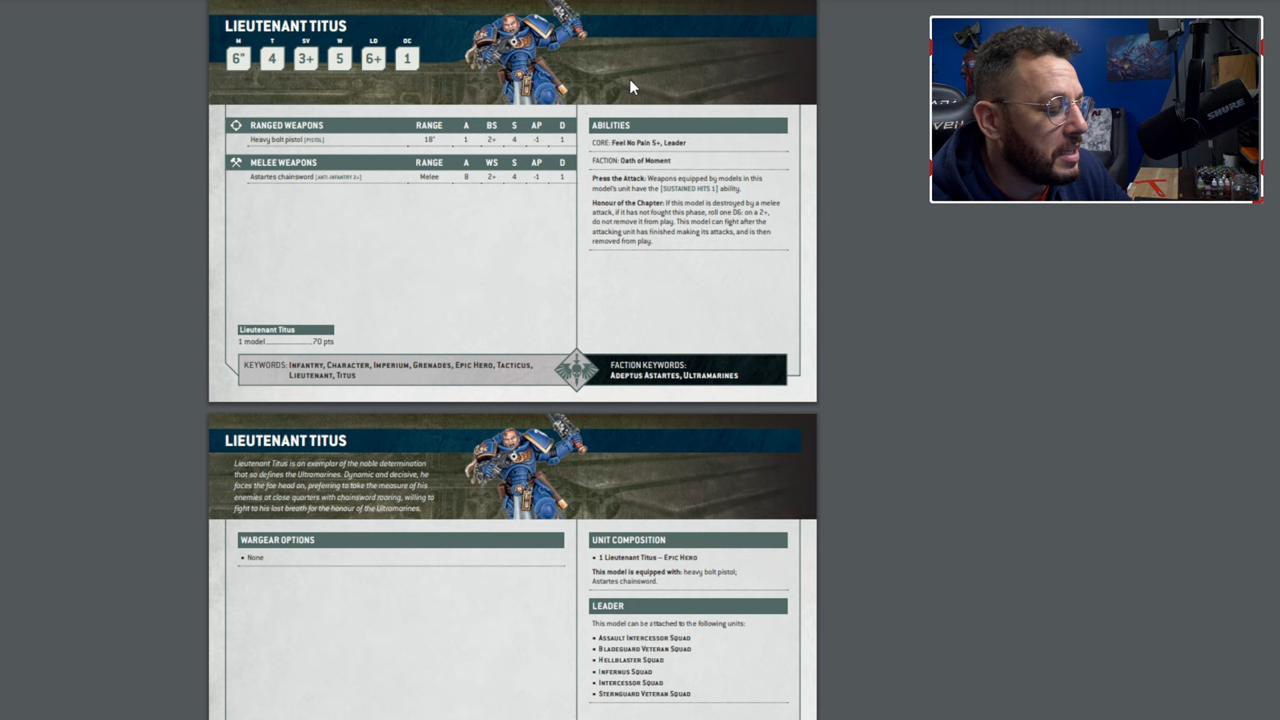 LIEUTENANT TITUS
M T SV W LD OC
6" 4 3+ 5 6+ 1
RANGED WEAPONS RANGE A BS S AP D
Heavy bolt pistol [PISTOL] 18" 1 2+ 4 -1 1
MELEE WEAPONS RANGE A WS S AP D
Astartes chainsword [ANTI-INFANTRY 2+] Melee 8 2+ 4 -1 1
Lieutenant Titus
1 model 70 pts
ABILITIES
CORE: Feel No Pain 5+, Leader
FACTION: Oath of Moment
Press the Attack: Weapons equipped by models in this
model's unit have the [SUSTAINED HITS 1] ability.
Honour of the Chapter: If this model is destroyed by a melee
attack, if it has not fought this phase, roll one D6: on a 2+,
do not remove it from play. This model can fight after the
attacking unit has finished making its attacks, and is then
removed from play.
KEYWORDS: INFANTRY, CHARACTER, IMPERIUM, GRENADES, EPIC HERO, TACTICUS,
LIEUTENANT, TITUS
FACTION KEYWORDS:
ADEPTUS ASTARTES, ULTRAMARINES
LIEUTENANT TITUS
Lieutenant Titus is an exemplar of the noble determination
that so defines the Ultramarines. Dynamic and decisive, he
faces the foe head on, preferring to take the measure of his
enemies at close quarters with chainsword roaring, willing to
fight to his last breath for the honour of the Ultramarines.
WARGEAR OPTIONS
• None
UNIT COMPOSITION
• 1 Lieutenant Titus – EPIC HERO
This model is equipped with: heavy bolt pistol;
Astartes chainsword.
LEADER
This model can be attached to the following units:
• ASSAULT INTERCESSOR SQUAD
• BLADEGUARD VETERAN SQUAD
• HELLBLASTER SQUAD
• INFERNUS SQUAD
• INTERCESSOR SQUAD
• STERNGUARD VETERAN SQUAD
SHURE